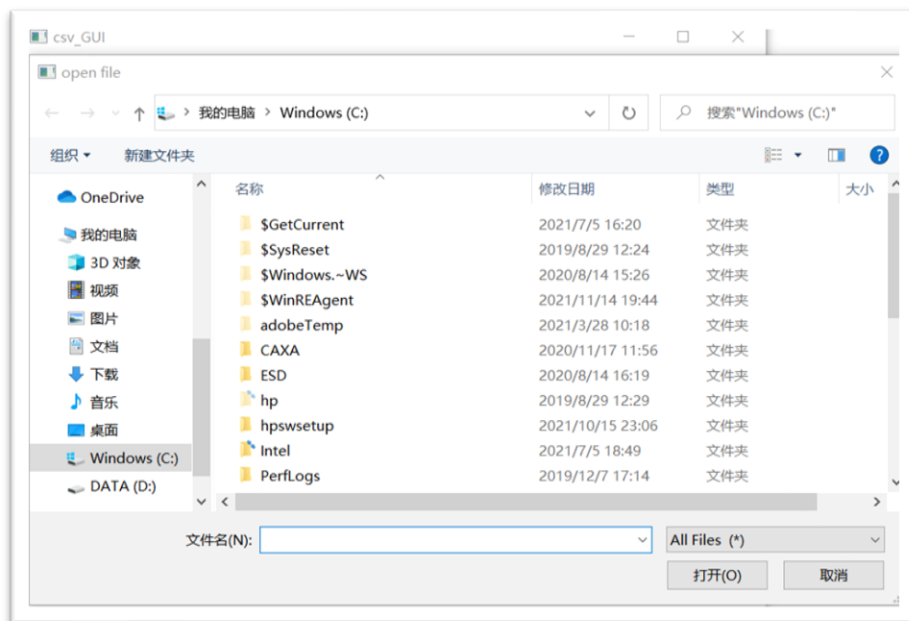 csv_GUI
open file
我的电脑 Windows (C:) 搜索"Windows (C:)"
组织 新建文件夹
名称 修改日期 类型 大小
OneDrive
我的电脑
3D 对象
视频
图片
文档
下载
音乐
桌面
Windows (C:)
DATA (D:)
$GetCurrent 2021/7/5 16:20 文件夹
$SysReset 2019/8/29 12:24 文件夹
$Windows.~WS 2020/8/14 15:26 文件夹
$WinREAgent 2021/11/14 19:44 文件夹
adobeTemp 2021/3/28 10:18 文件夹
CAXA 2020/11/17 11:56 文件夹
ESD 2020/8/14 16:19 文件夹
hp 2019/8/29 12:29 文件夹
hpswsetup 2021/10/15 23:06 文件夹
Intel 2021/7/5 18:49 文件夹
PerfLogs 2019/12/7 17:14 文件夹
文件名(N): All Files (*)
打开(O) 取消